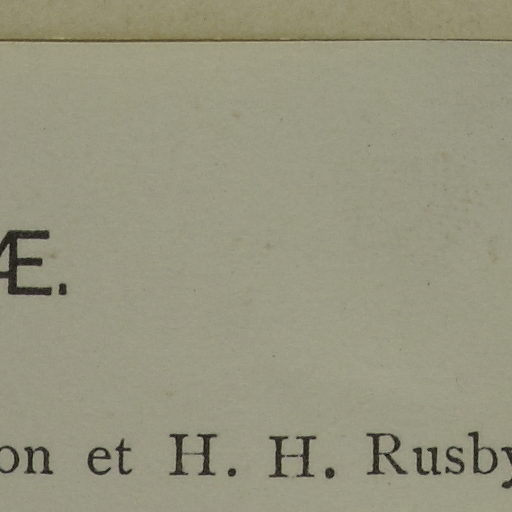 Æ.
on et H. H. Rusby